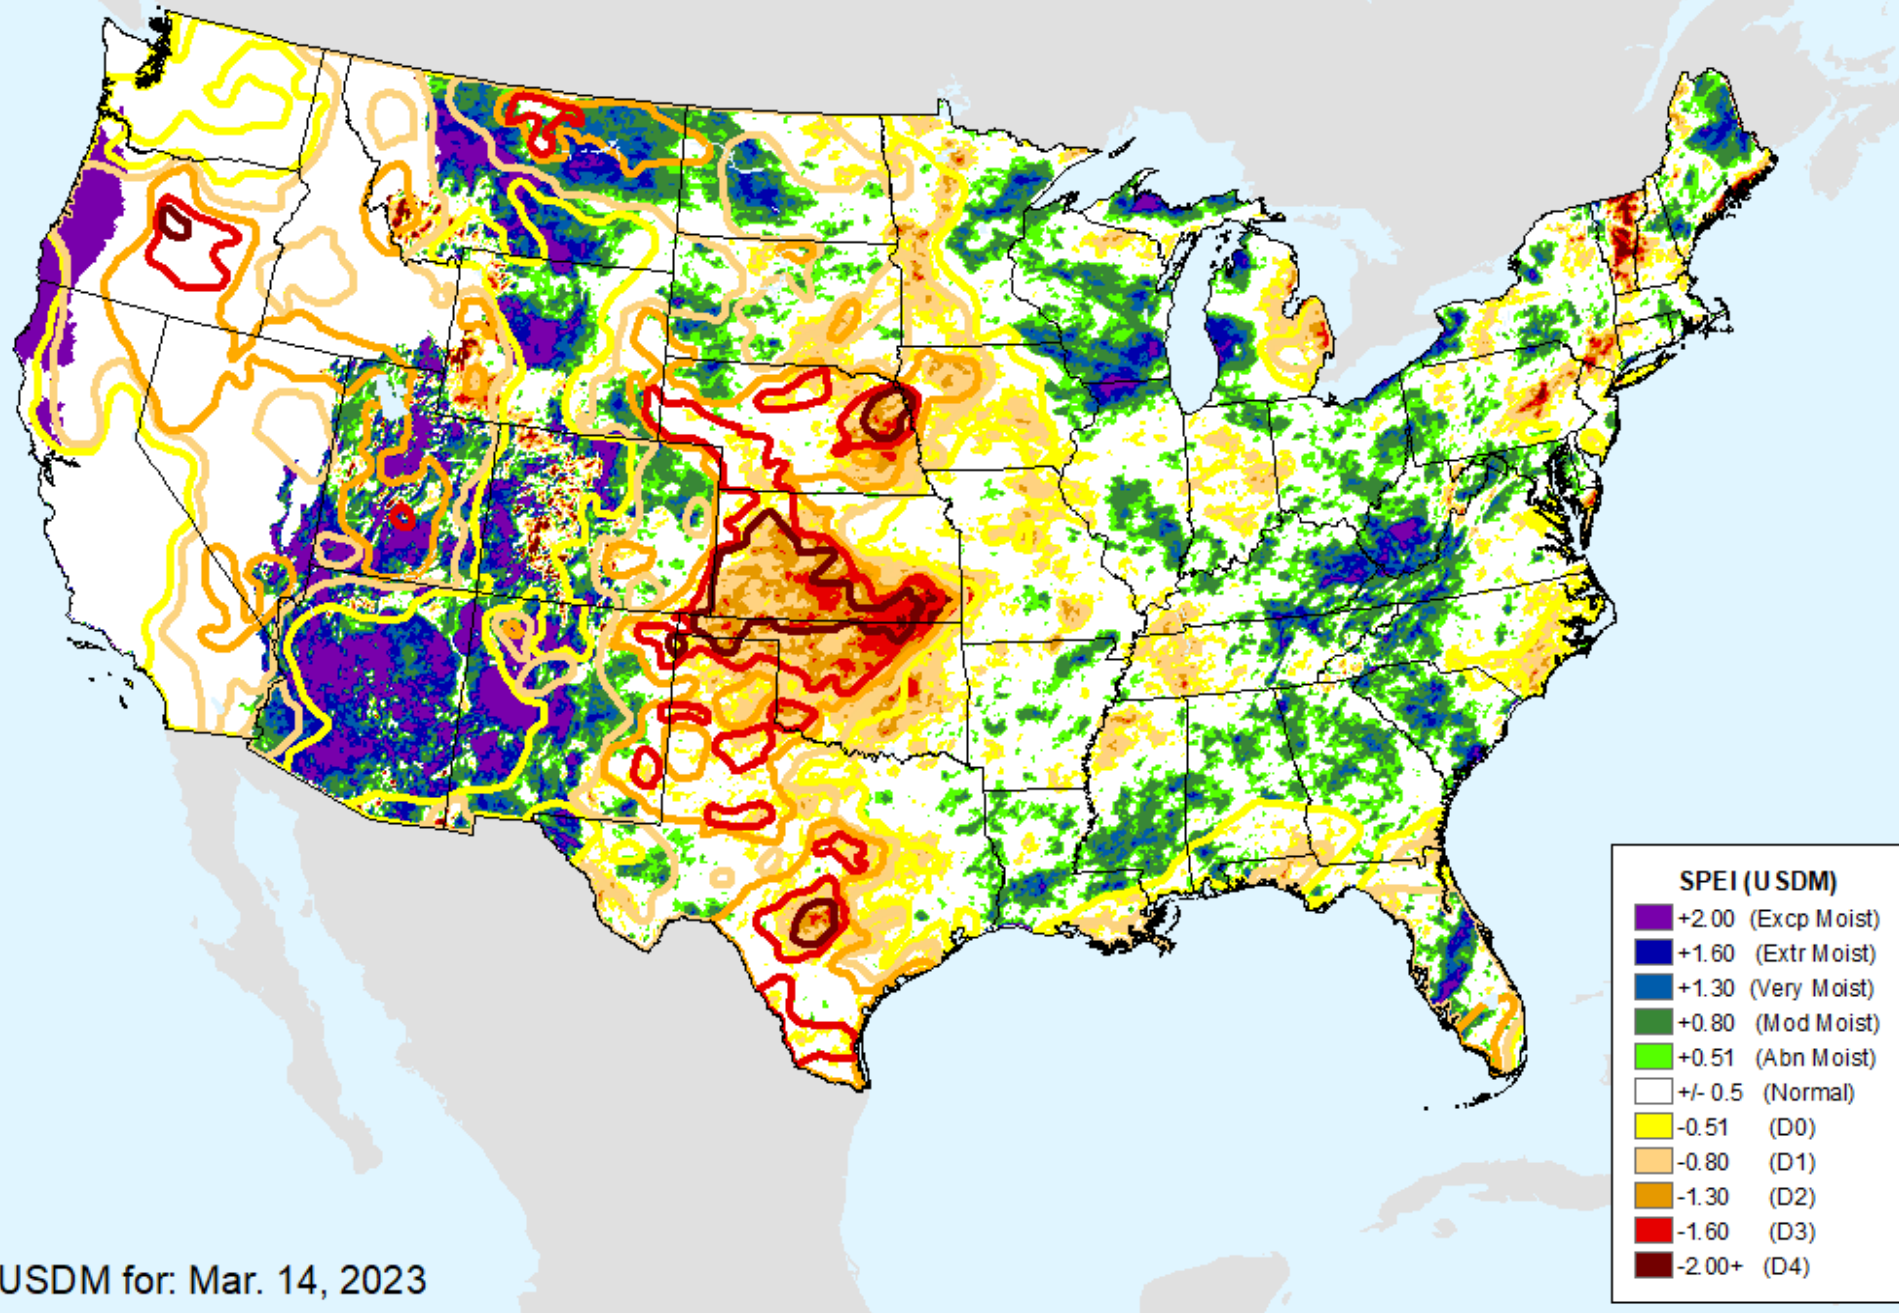 SPEI (USDM)
+2.00 (Excp Moist)
+1.60 (Extr Moist)
+1.30 (Very Moist)
+0.80 (Mod Moist)
+0.51 (Abn Moist)
+/- 0.5 (Normal)
-0.51 (D0)
-0.80 (D1)
-1.30 (D2)
-1.60 (D3)
-2.00+ (D4)
USDM for: Mar. 14, 2023